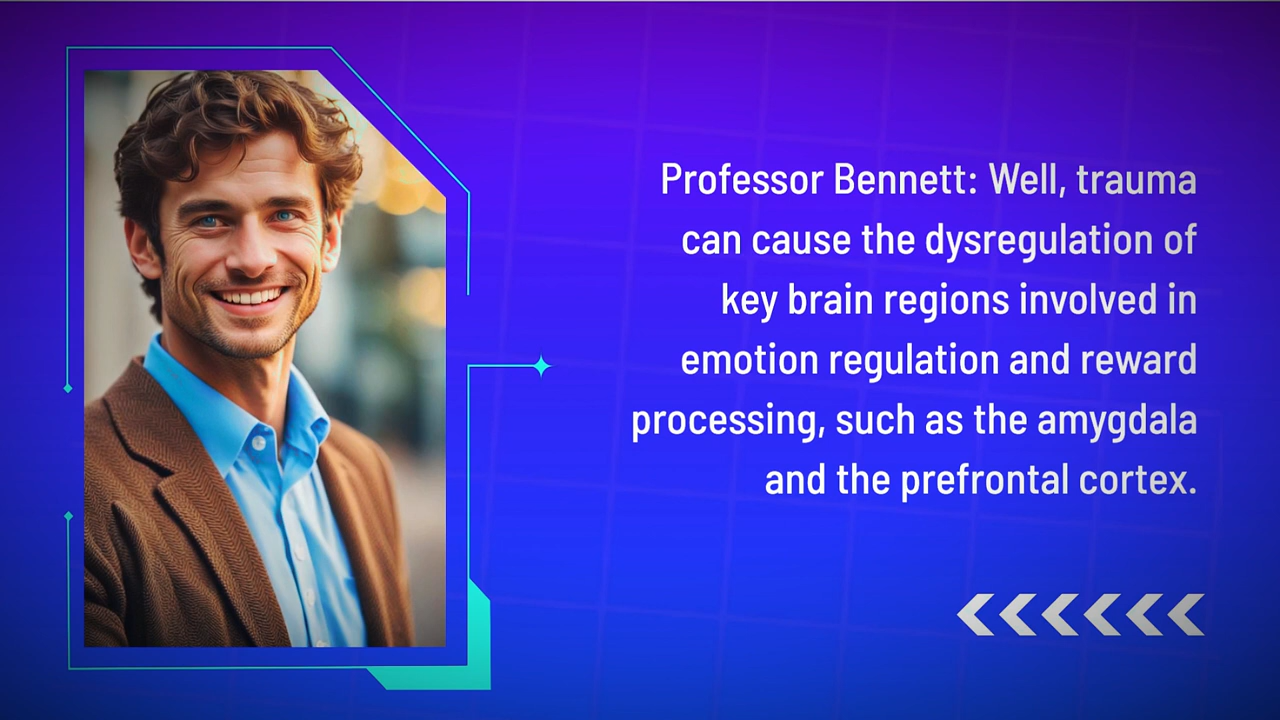 Professor Bennett: Well, trauma
can cause the dysregulation of
key brain regions involved in
emotion regulation and reward
processing, such as the amygdala
and the prefrontal cortex.